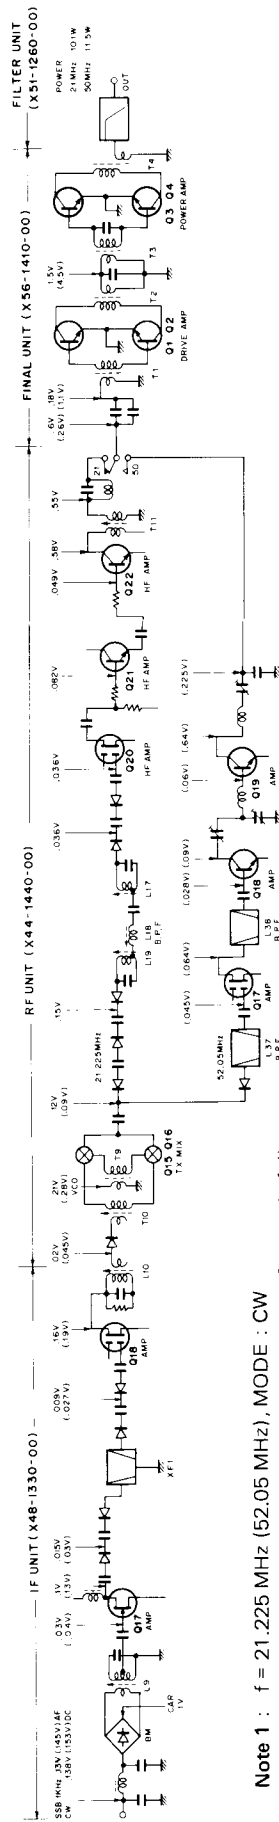 IF UNIT (X48-1330-00)
RF UNIT (X44-1440-00)
FINAL UNIT (X56-1410-00)
FILTER UNIT
(X51-1260-00)
SSB 1KHz .13V (.145V) AF
CW .138V (.153V) DC
BM
CAR
1V
L9
.03V
(.04V)
Q17
AMP
.1V
(.13V)
.015V
(.03V)
XF1
.009V
(.027V)
Q18
AMP
.16V
(.19V)
L10
.02V
(.045V)
T10
.21V
(.28V)
VCO
T9
Q15 Q16
TX MIX
.12V
(.09V)
21.225MHz
.15V
L19
L18
B.P.F
L17
.036V
.036V
Q20
HF AMP
.082V
Q21
HF AMP
.049V
Q22
HF AMP
.58V
T11
.55V
21
50
52.05MHz
L37
B.P.F
(.045V)
Q17
AMP
(.064V)
L38
B.P.F
(.028V)
Q18
AMP
(.09V)
(.06V)
Q19
AMP
(.64V)
(.225V)
.6V
(.26V)
.18V
(1.1V)
T1
Q1 Q2
DRIVE AMP
T2
1.5V
(4.5V)
T3
Q3 Q4
POWER AMP
T4
OUT
POWER
21MHz 10.1W
50MHz 11.5W
Note 1 : f = 21.225 MHz (52.05 MHz), MODE : CW